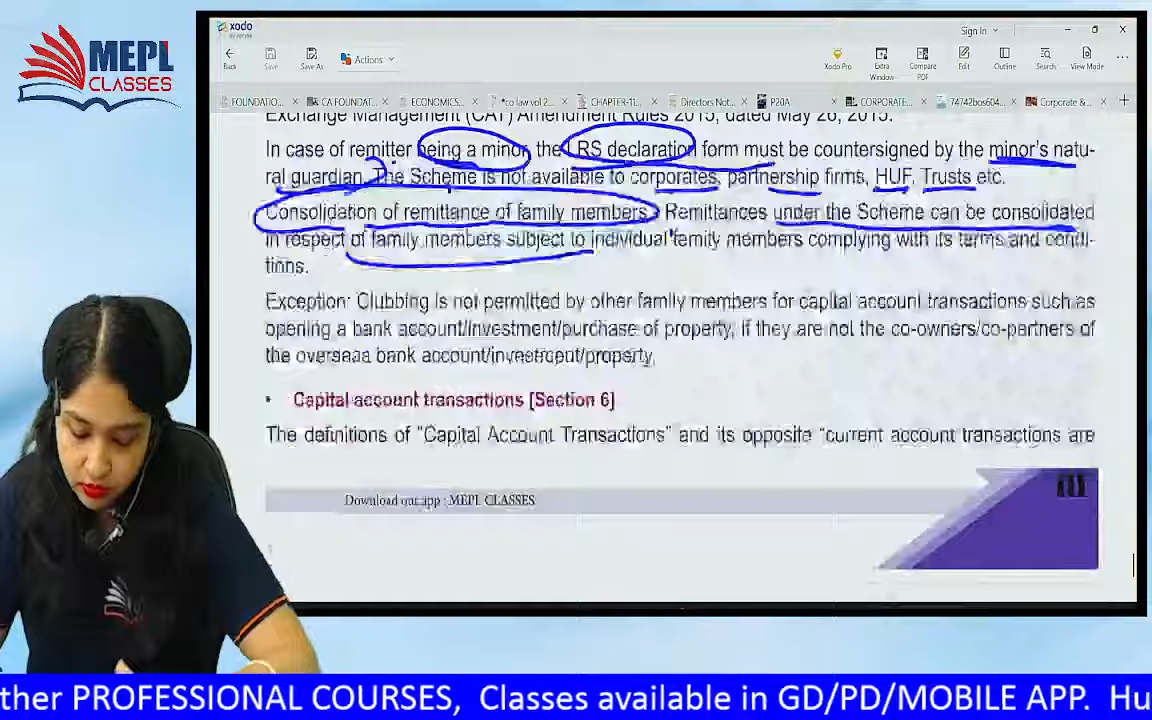 MEPL
CLASSES
xodo
Sign In
Back
Save
Save As
Actions
Xodo Pro
Extra Window
Compare PDF
Edit
Outline
Search
View Mode
FOUNDATIO...
CA FOUNDAT...
ECONOMICS...
*co law vol 2...
CHAPTER-11...
Directors Not...
P20A
CORPORATE...
74742bos604...
Corporate &...
Exchange Management (CAT) Amendment Rules 2015, dated May 26, 2015.
In case of remitter being a minor, the LRS declaration form must be countersigned by the minor's natu-
ral guardian. The Scheme is not available to corporates, partnership firms, HUF, Trusts etc.
Consolidation of remittance of family members: Remittances under the Scheme can be consolidated
in respect of family members subject to individual family members complying with its terms and condi-
tions.
Exception: Clubbing is not permitted by other family members for capital account transactions such as
opening a bank account/investment/purchase of property, if they are not the co-owners/co-partners of
the overseas bank account/investment/property.
• Capital account transactions [Section 6]
The definitions of "Capital Account Transactions" and its opposite "current account transactions are
Download our app : MEPL CLASSES
ther PROFESSIONAL COURSES, Classes available in GD/PD/MOBILE APP. Hu